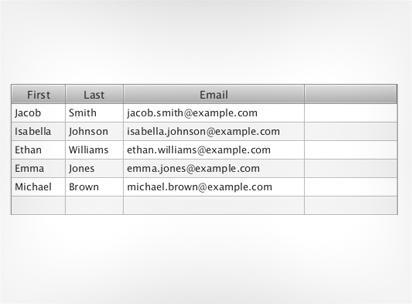 First Last Email
Jacob Smith jacob.smith@example.com
Isabella Johnson isabella.johnson@example.com
Ethan Williams ethan.williams@example.com
Emma Jones emma.jones@example.com
Michael Brown michael.brown@example.com